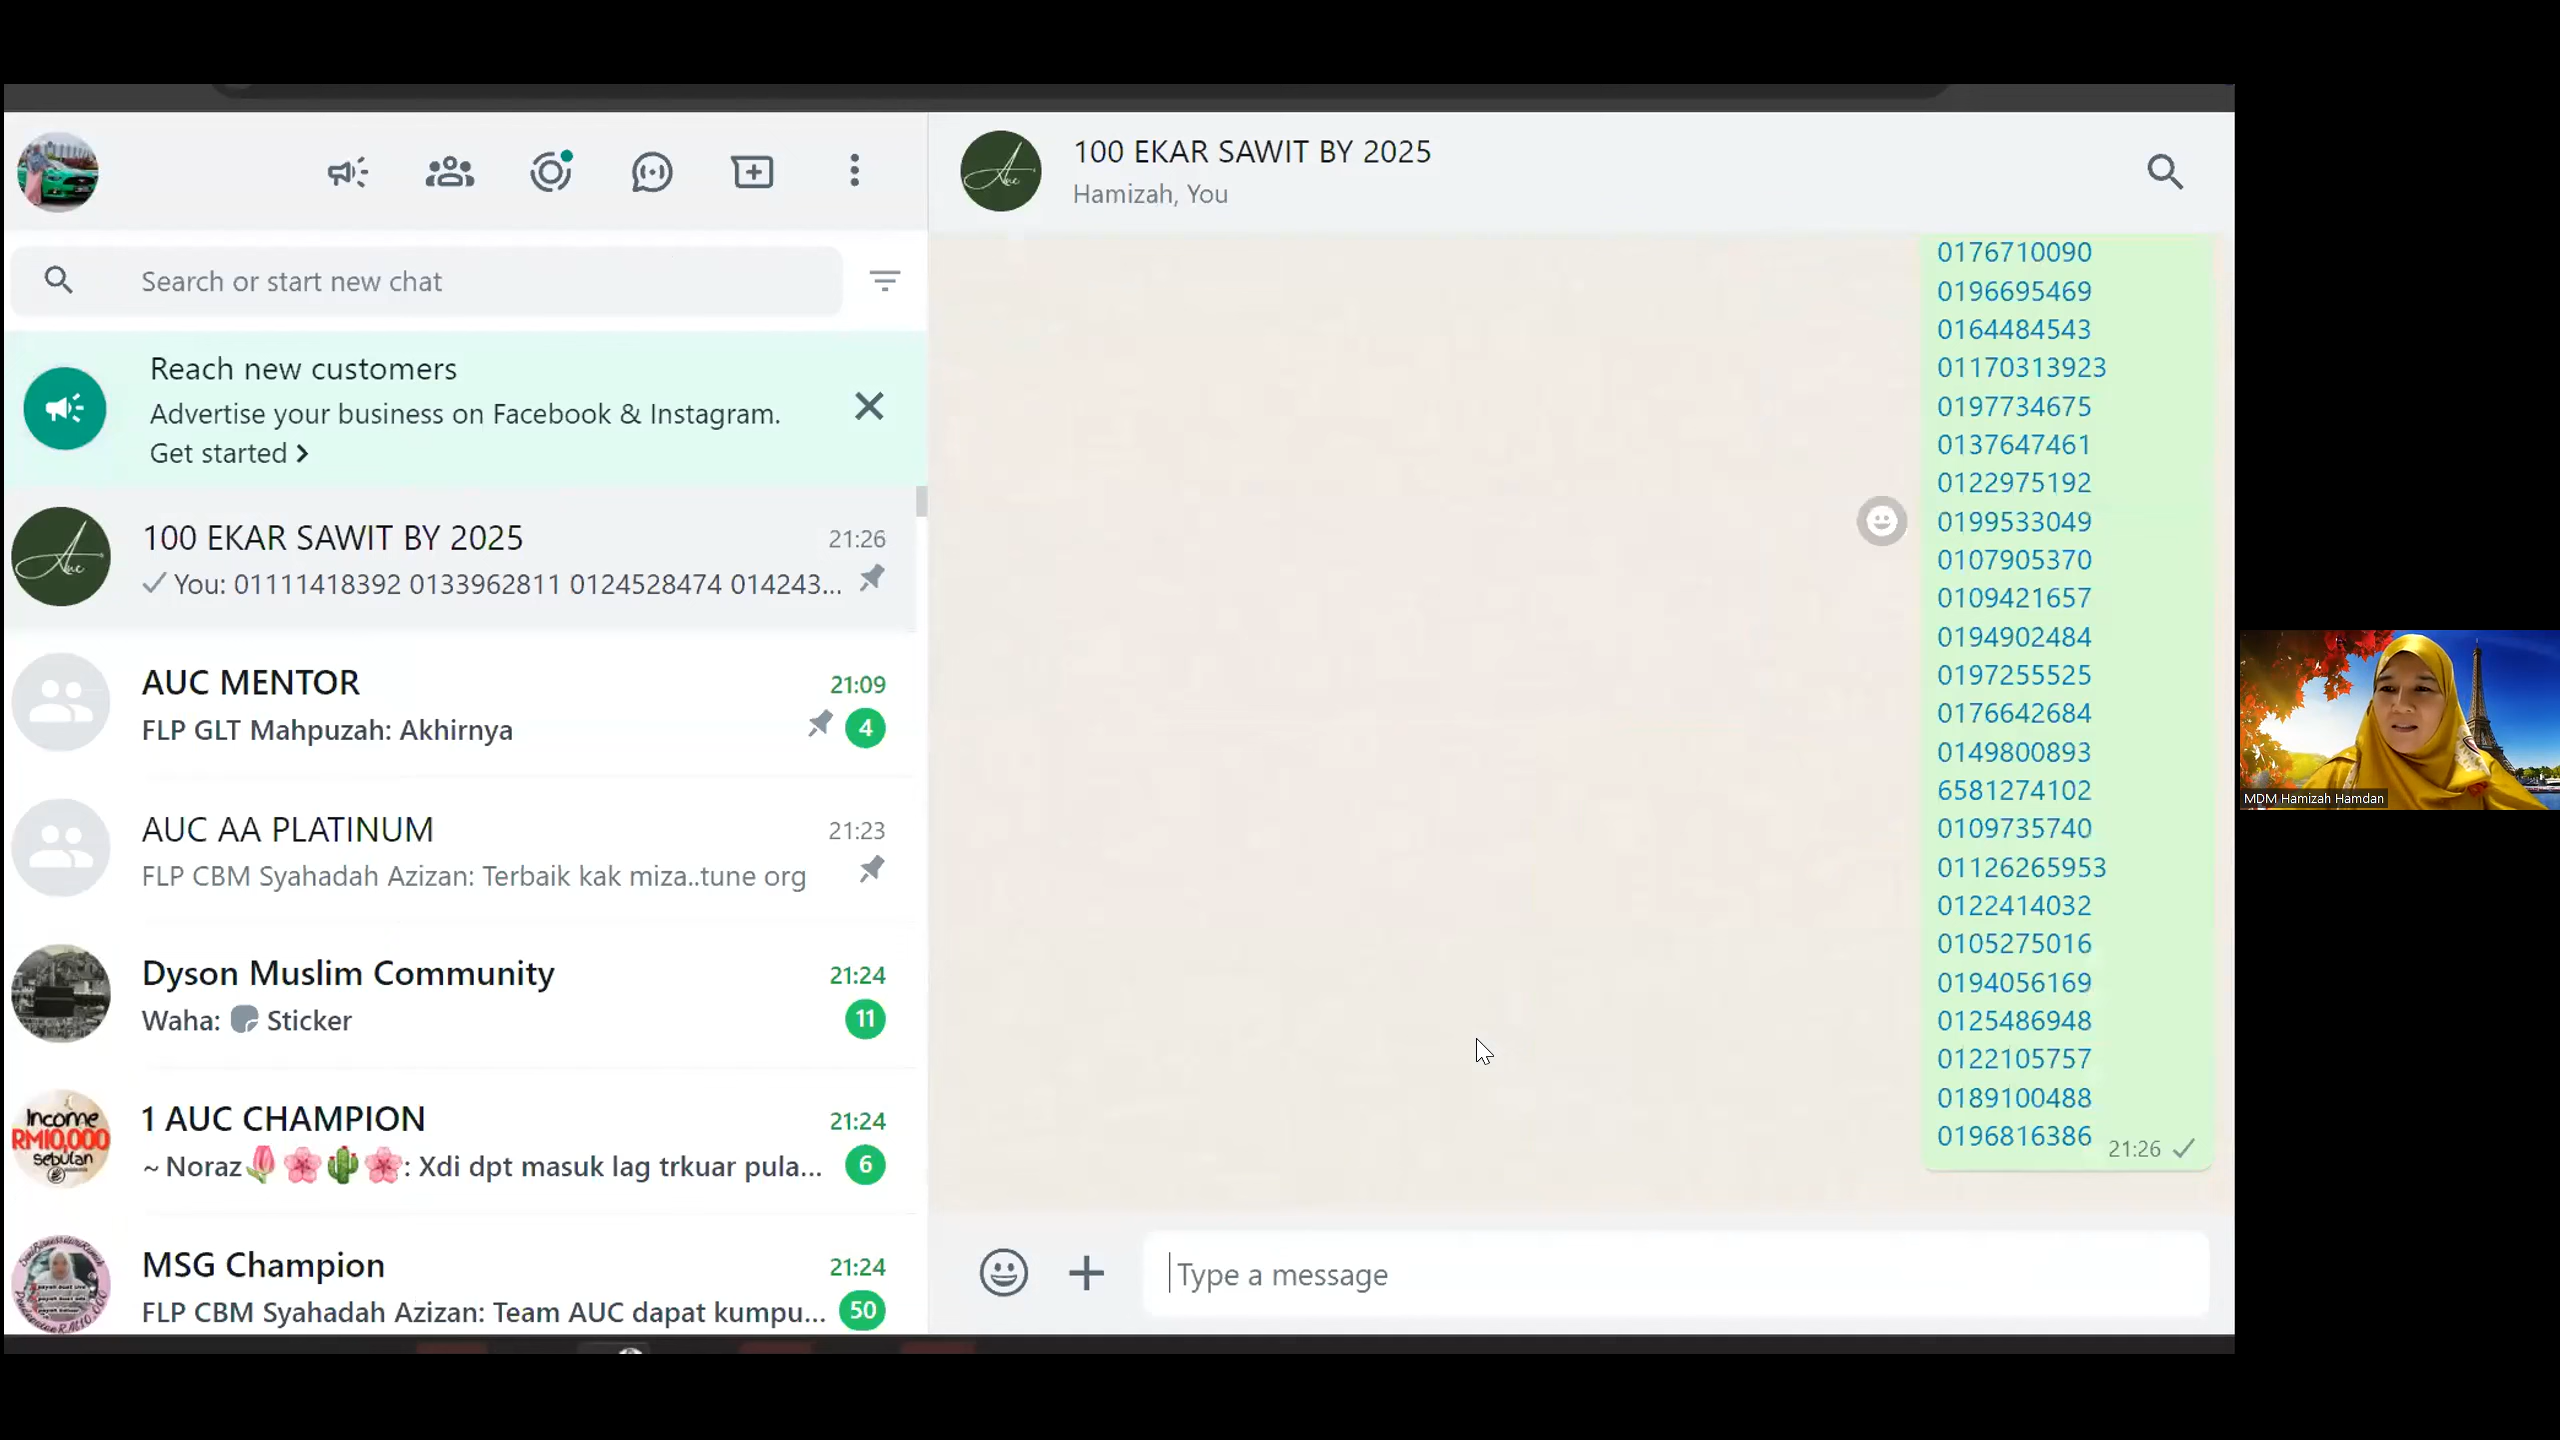 Search or start new chat
Reach new customers
Advertise your business on Facebook & Instagram.
Get started >
100 EKAR SAWIT BY 2025
21:26
You: 01111418392 0133962811 0124528474 014243...
AUC MENTOR
21:09
FLP GLT Mahpuzah: Akhirnya
4
AUC AA PLATINUM
21:23
FLP CBM Syahadah Azizan: Terbaik kak miza..tune org
Dyson Muslim Community
21:24
Waha: Sticker
11
Income
RM10,000
sebulan
1 AUC CHAMPION
21:24
~ Noraz🌷🌸🌵🌸: Xdi dpt masuk lag trkuar pula...
6
MSG Champion
21:24
FLP CBM Syahadah Azizan: Team AUC dapat kumpu...
50
Auc
100 EKAR SAWIT BY 2025
Hamizah, You
0176710090
0196695469
0164484543
01170313923
0197734675
0137647461
0122975192
0199533049
0107905370
0109421657
0194902484
0197255525
0176642684
0149800893
6581274102
0109735740
01126265953
0122414032
0105275016
0194056169
0125486948
0122105757
0189100488
0196816386
21:26
Type a message
MDM Hamizah Hamdan